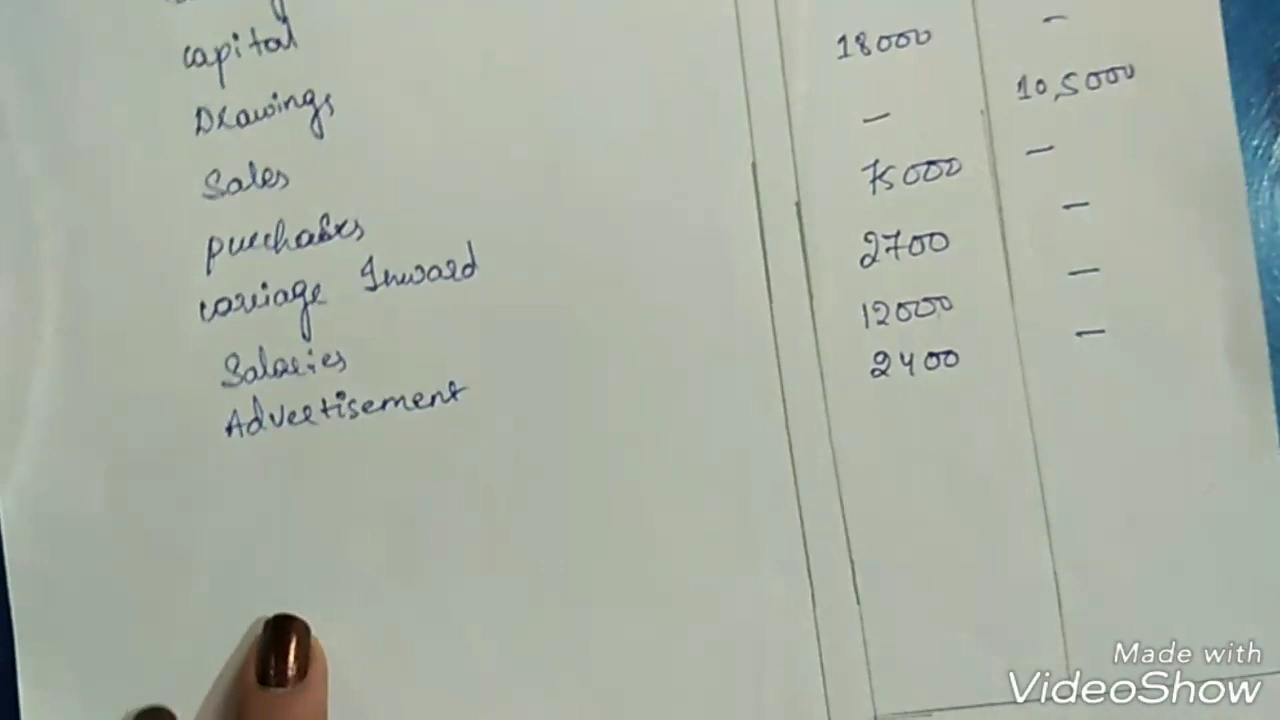 capital
Drawings 18000 —
Sales — 10,5000
purchases 75000 —
carriage Inward 2700 —
Salaries 12000 —
Advertisement 2400 —
Made with
VideoShow